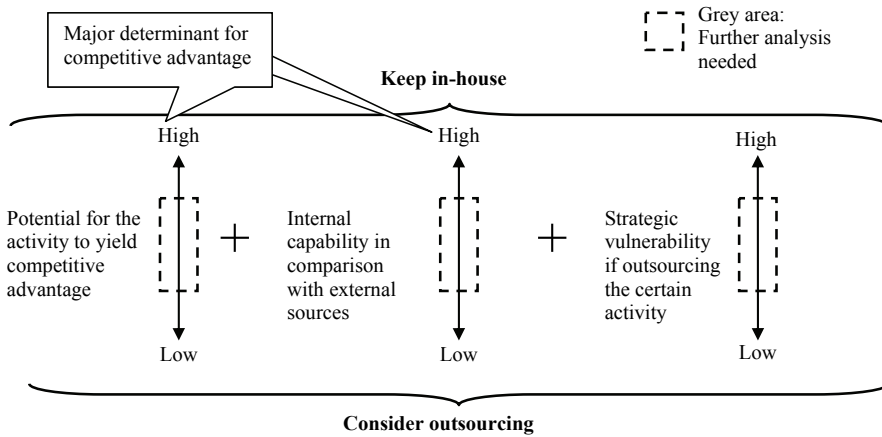 Major determinant for
competitive advantage
Grey area:
Further analysis
needed
Keep in-house
High
High
High
Potential for the
activity to yield
competitive
advantage
+
Internal
capability in
comparison
with external
sources
+
Strategic
vulnerability
if outsourcing
the certain
activity
Low
Low
Low
Consider outsourcing